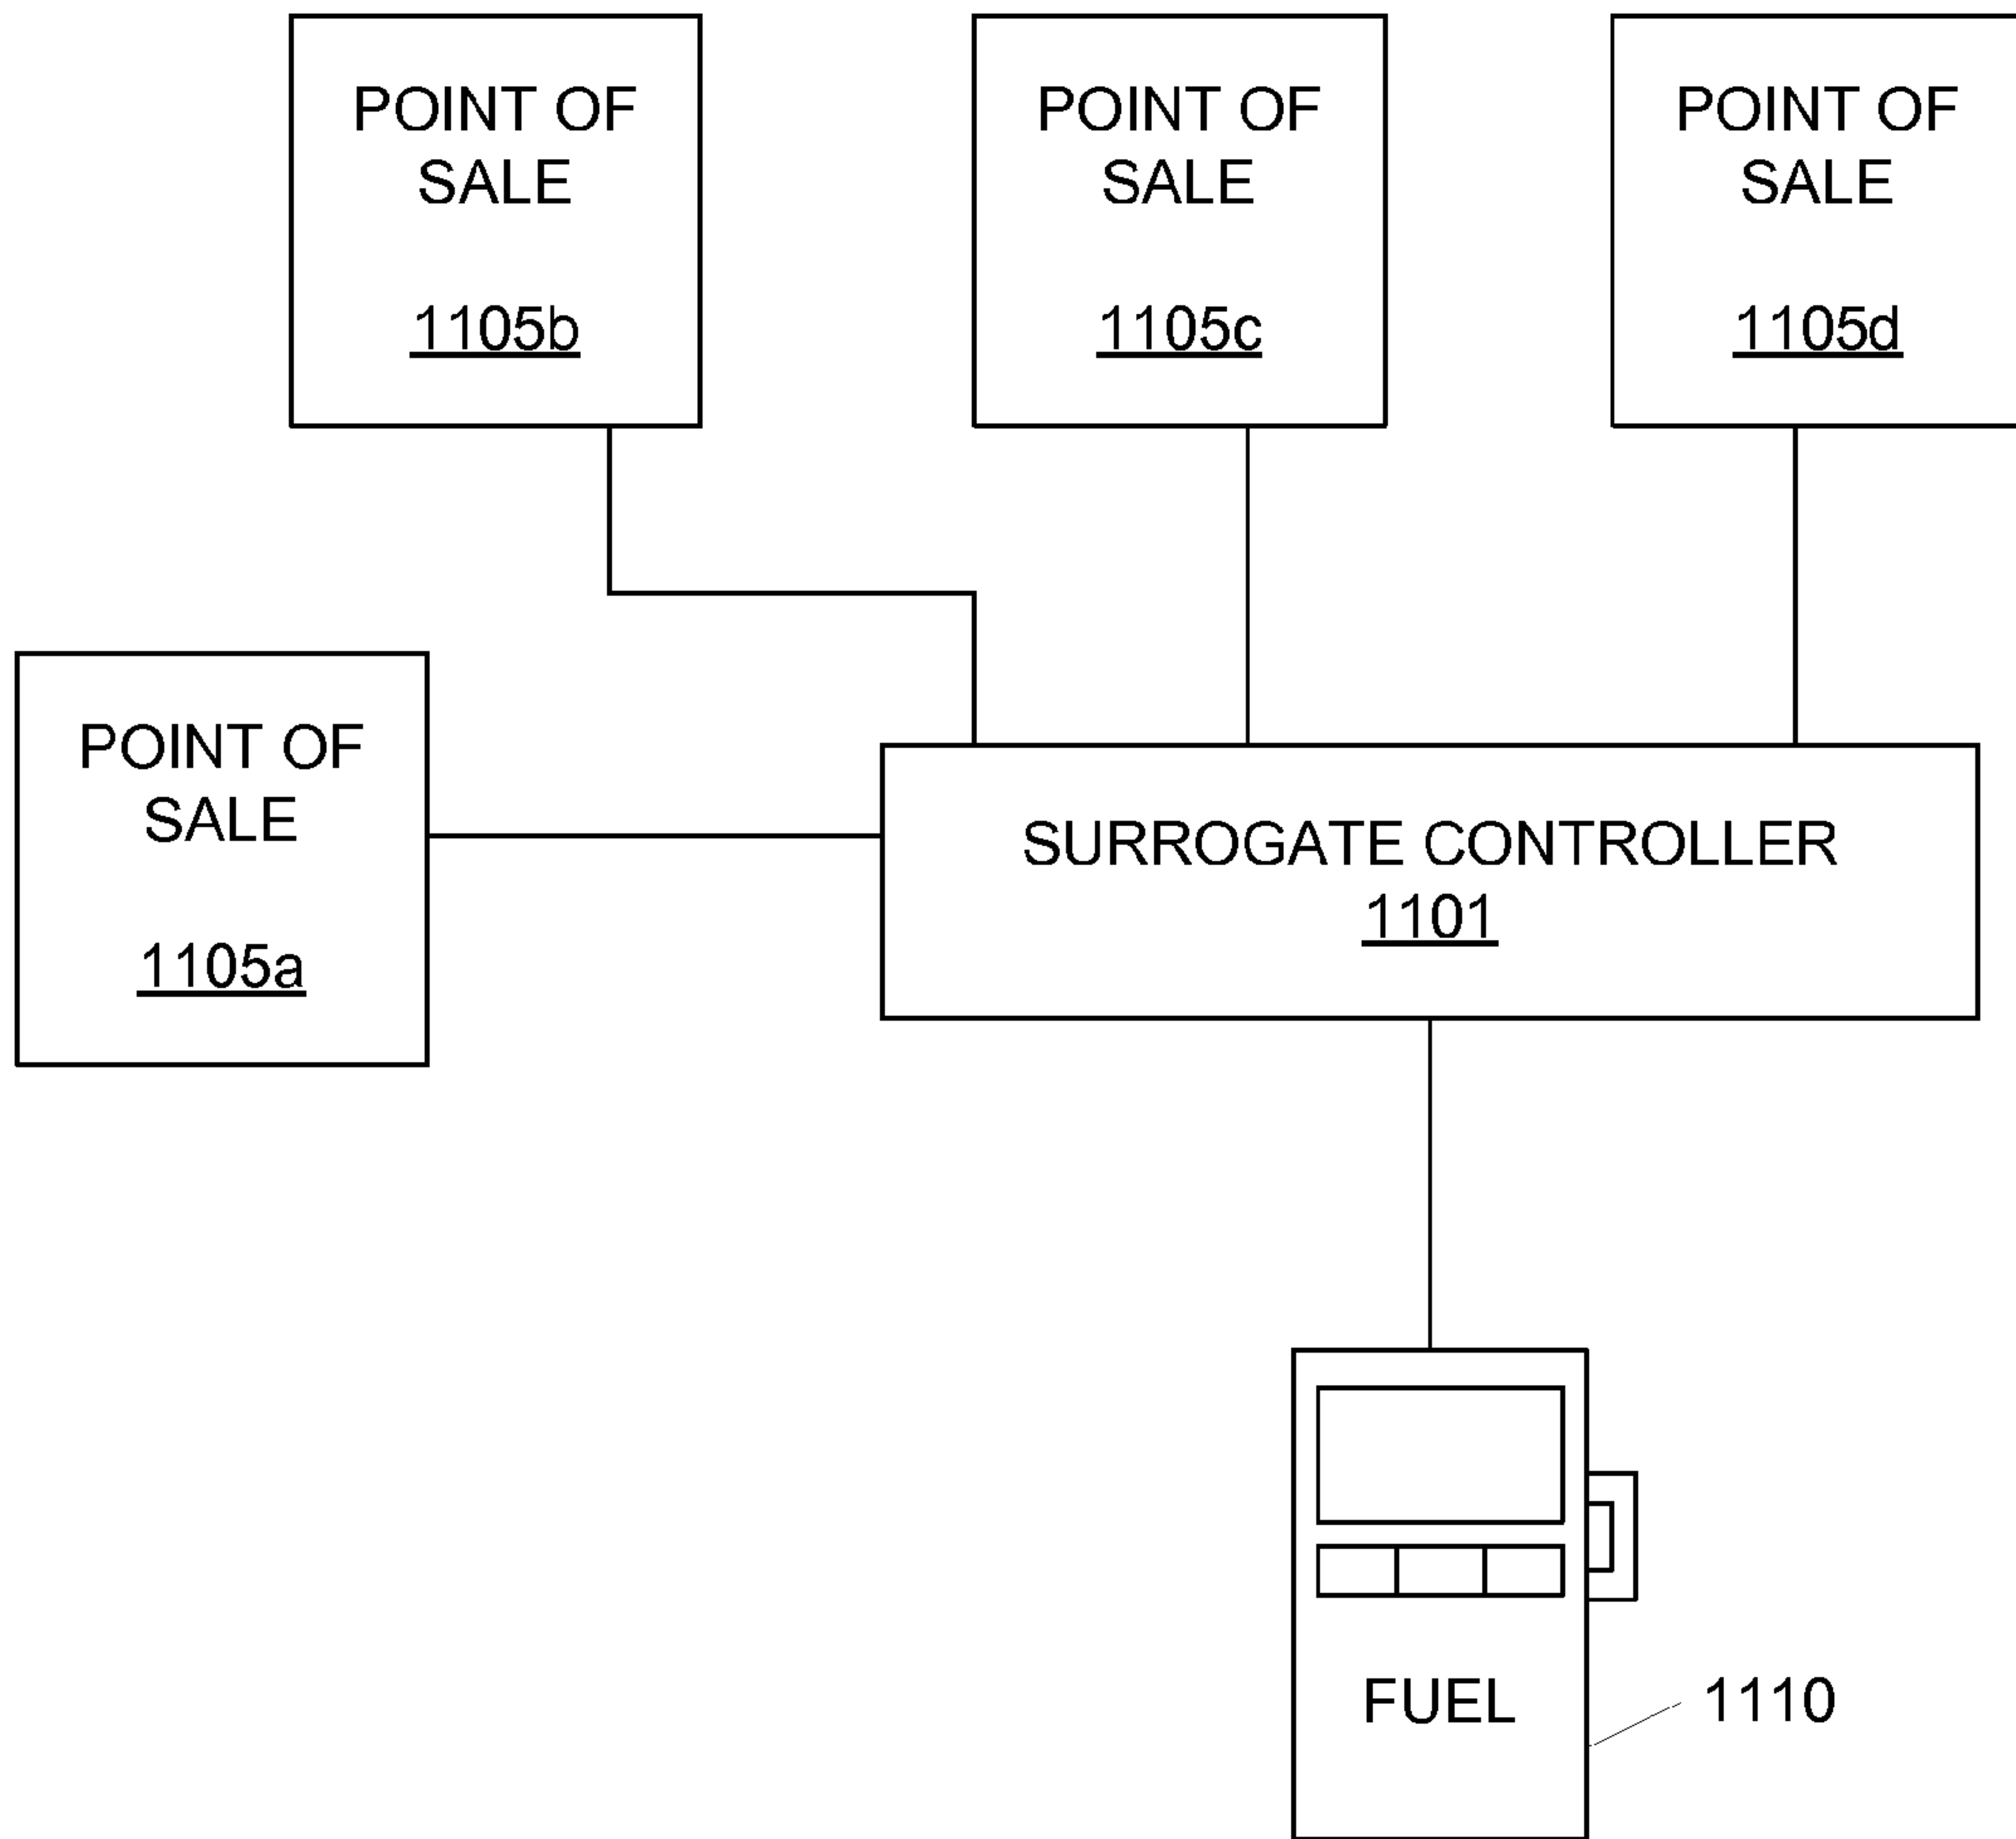 POINT OF
SALE
1105b
POINT OF
SALE
1105c
POINT OF
SALE
1105d
POINT OF
SALE
1105a
SURROGATE CONTROLLER
1101
FUEL
1110